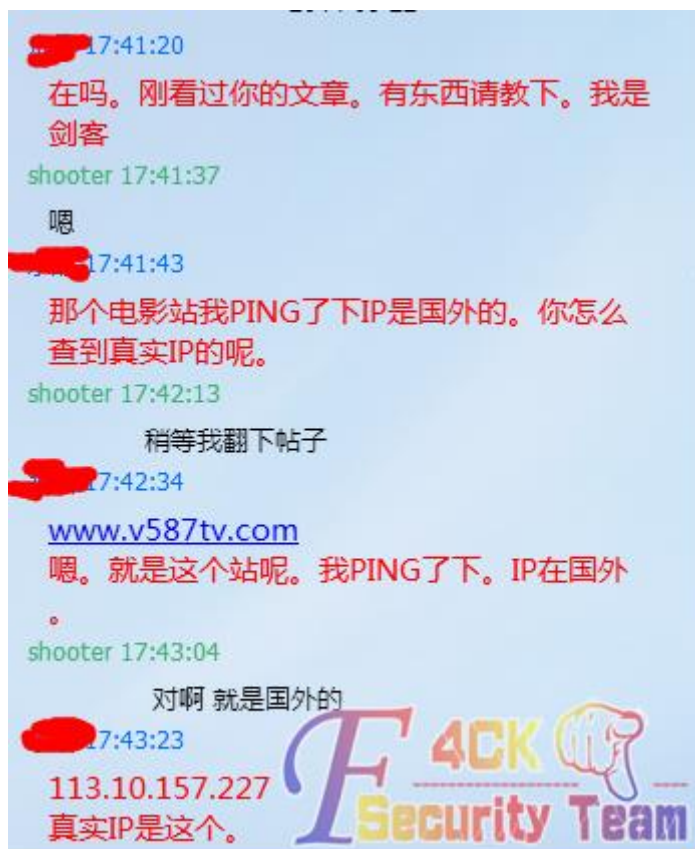 17:41:20
在吗。刚看过你的文章。有东西请教下。我是
剑客
shooter 17:41:37
嗯
17:41:43
那个电影站我PING了下IP是国外的。你怎么
查到真实IP的呢。
shooter 17:42:13
稍等我翻下帖子
7:42:34
www.v587tv.com
嗯。就是这个站呢。我PING了下。IP在国外
。
shooter 17:43:04
对啊 就是国外的
7:43:23
113.10.157.227
真实IP是这个。
F4CK
Security Team